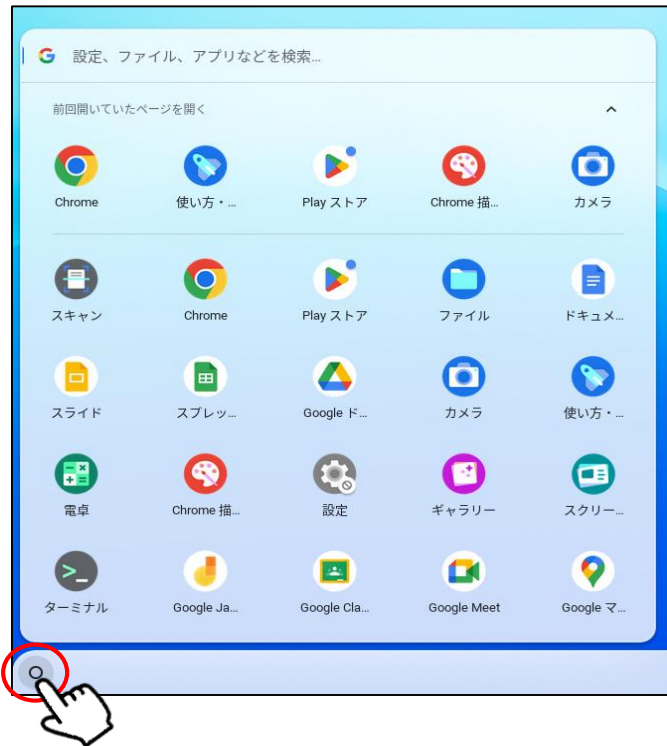 設定、ファイル、アプリなどを検索...
前回開いていたページを開く
Chrome
使い方・...
Play ストア
Chrome 描...
カメラ
スキャン
Chrome
Play ストア
ファイル
ドキュメ...
スライド
スプレッ...
Google ド...
カメラ
使い方・...
電卓
Chrome 描...
設定
ギャラリー
スクリー...
ターミナル
Google Ja...
Google Cla...
Google Meet
Google マ...